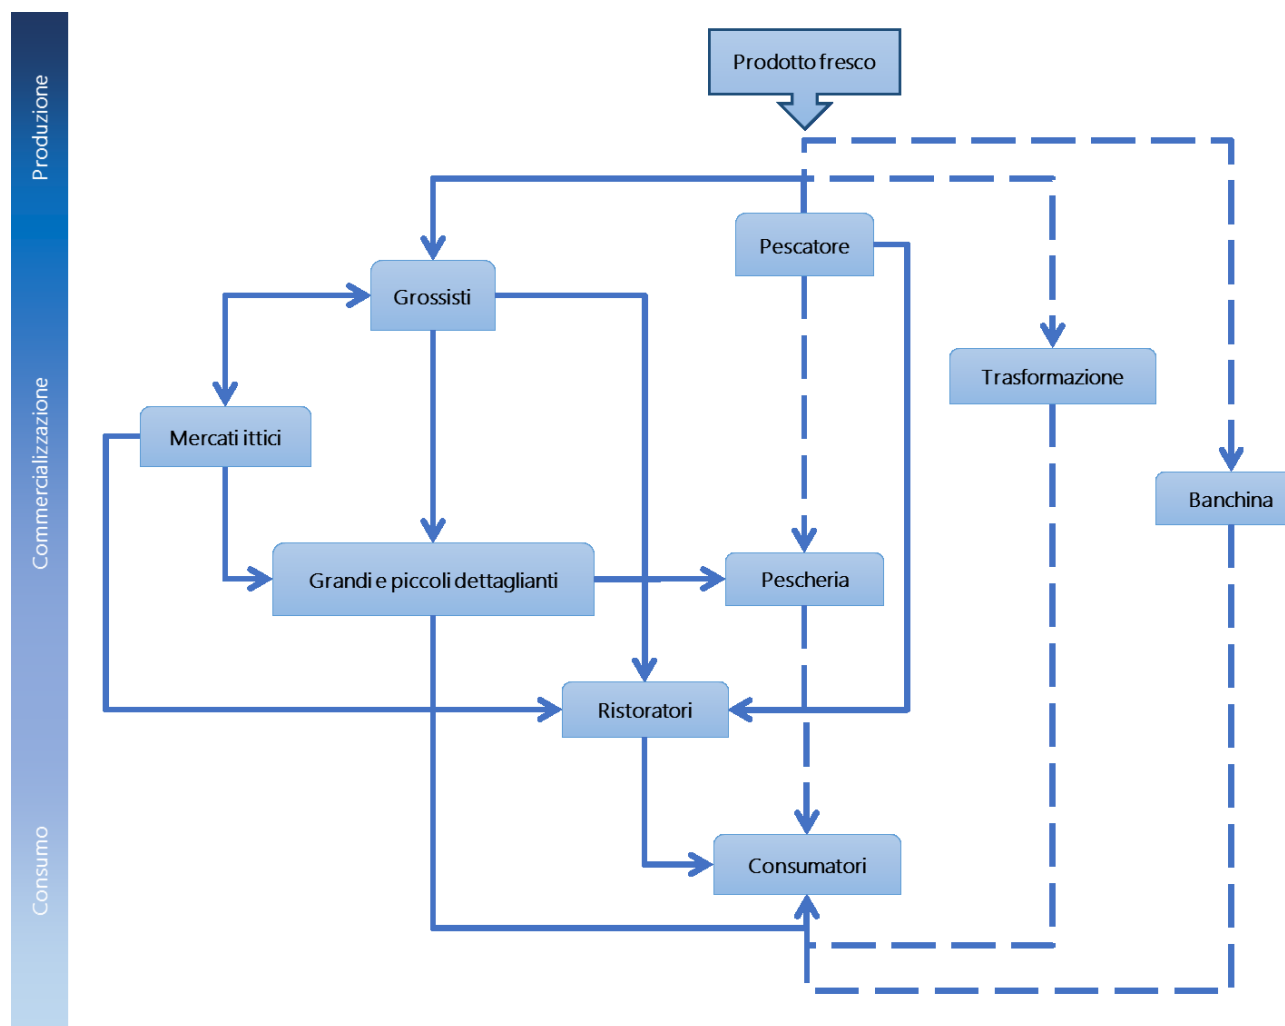 Produzione
Commercializzazione
Consumo
Prodotto fresco
Pescatore
Grossisti
Trasformazione
Mercati ittici
Banchina
Grandi e piccoli dettaglianti
Pescheria
Ristoratori
Consumatori